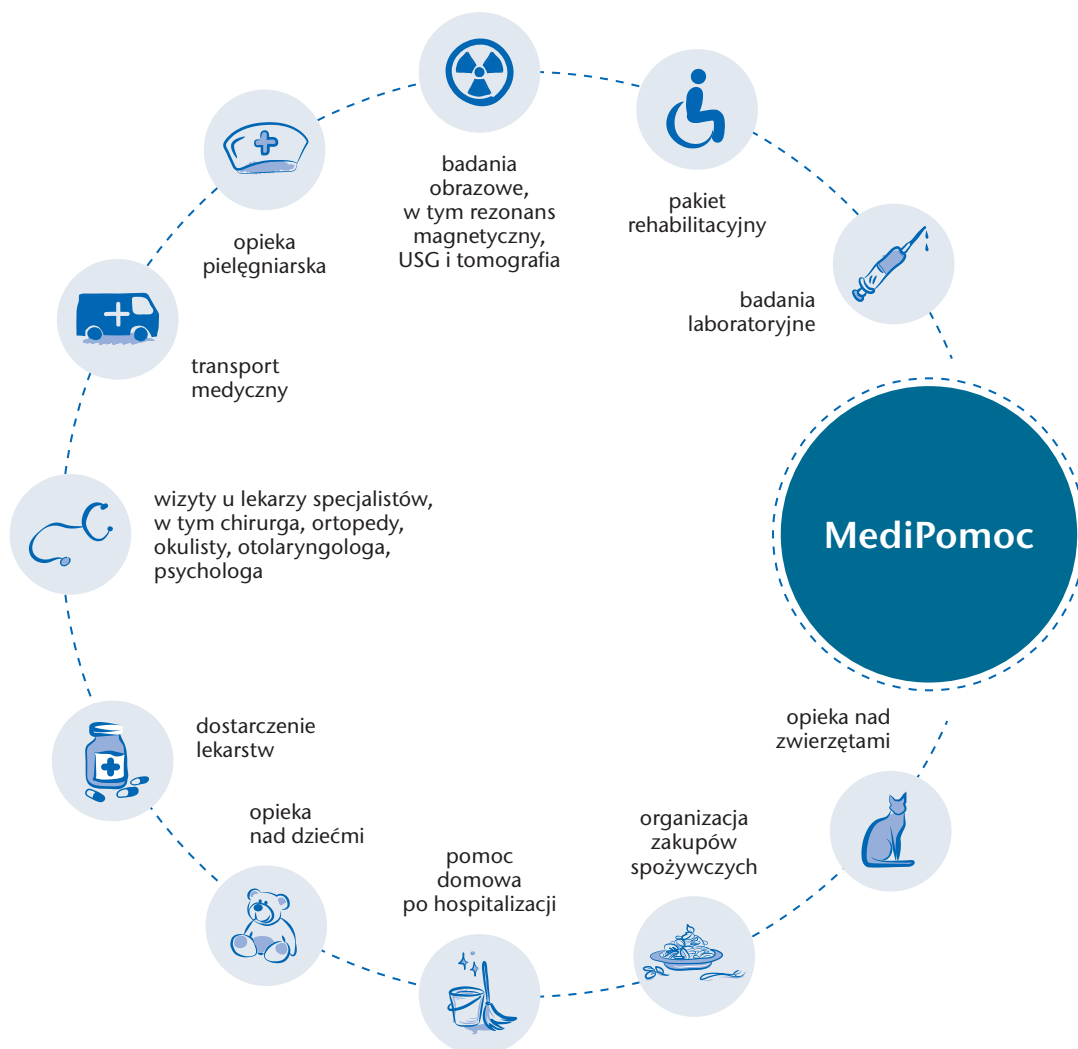 badania
obrazowe,
w tym rezonans
magnetyczny,
USG i tomografia
pakiet
rehabilitacyjny
opieka
pielęgniarska
badania
laboratoryjne
transport
medyczny
wizyty u lekarzy specjalistów,
w tym chirurga, ortopedy,
okulisty, otolaryngologa,
psychologa
MediPomoc
dostarczenie
lekarstw
opieka nad
zwierzętami
opieka
nad dziećmi
organizacja
zakupów
spożywczych
pomoc
domowa
po hospitalizacji